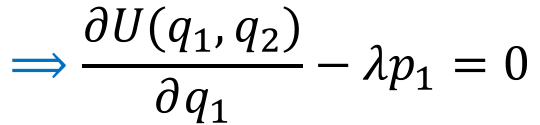 ⟹ ∂U(q₁, q₂)/∂q₁ − λp₁ = 0